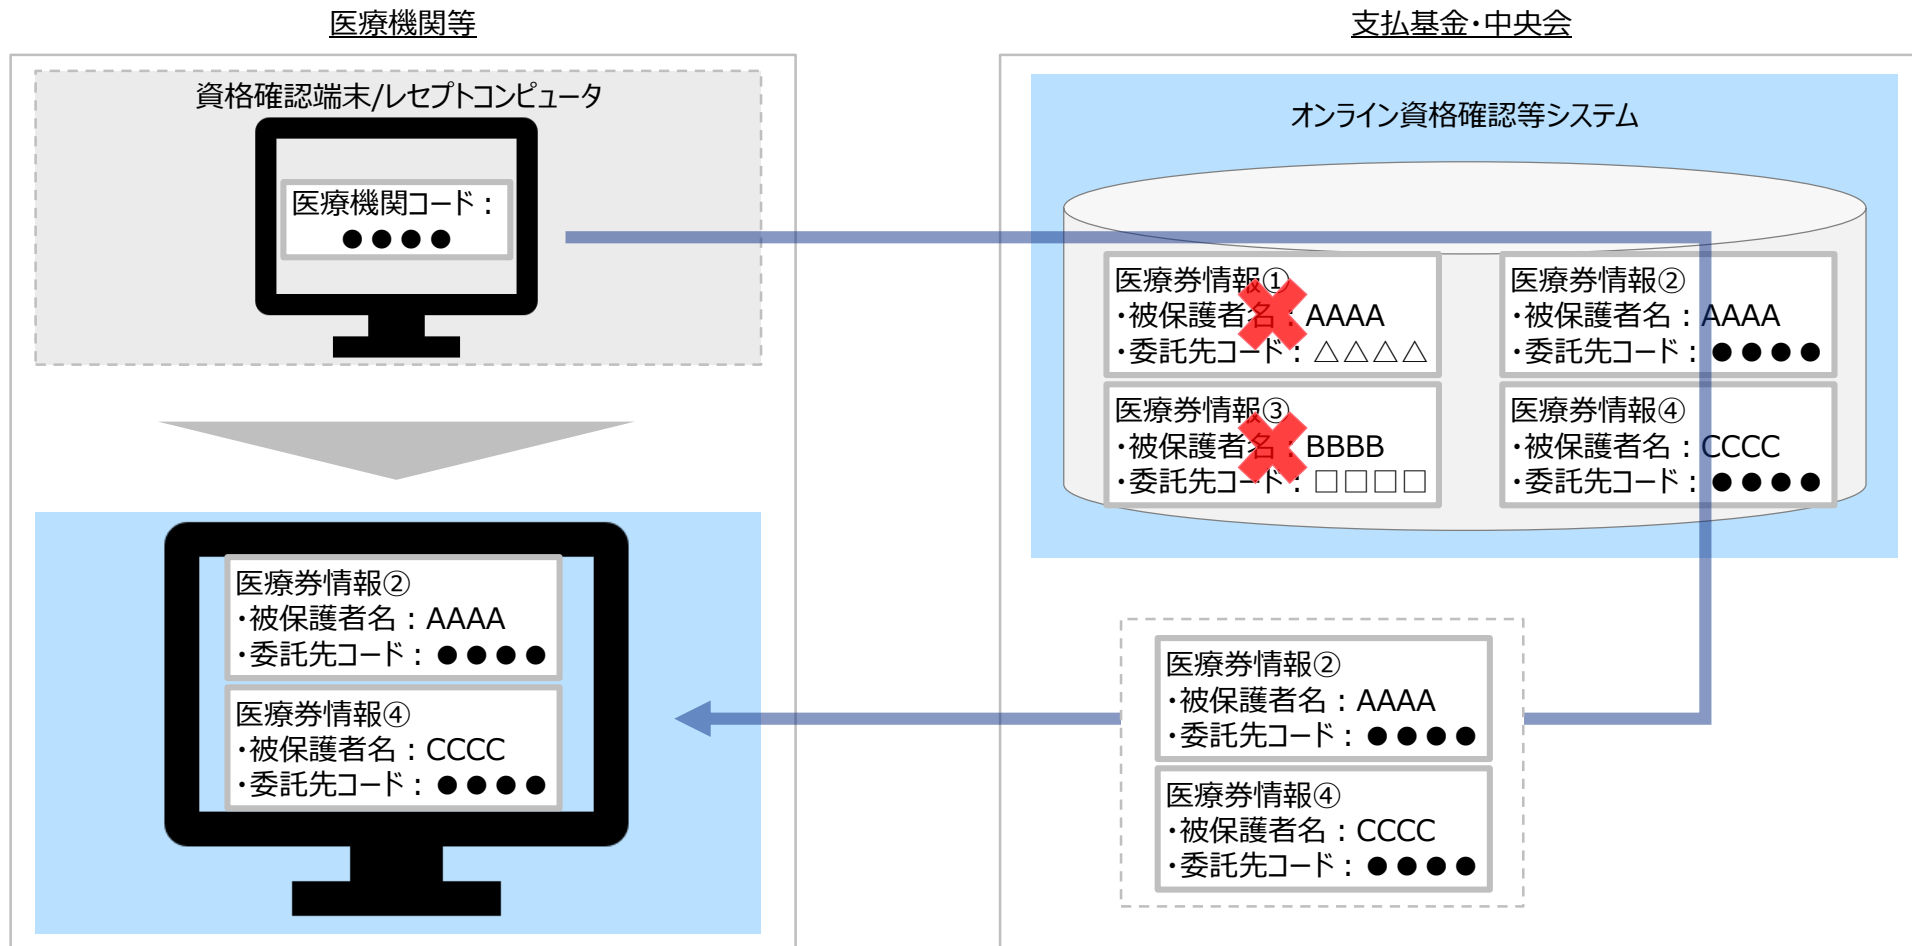 医療機関等
資格確認端末/レセプトコンピュータ
医療機関コード：
●●●●
医療券情報②
・被保護者名：AAAA
・委託先コード：●●●●
医療券情報④
・被保護者名：CCCC
・委託先コード：●●●●
支払基金・中央会
オンライン資格確認等システム
医療券情報①
・被保護者名：AAAA
・委託先コード：△△△△
医療券情報②
・被保護者名：AAAA
・委託先コード：●●●●
医療券情報③
・被保護者名：BBBB
・委託先コード：□□□□
医療券情報④
・被保護者名：CCCC
・委託先コード：●●●●
医療券情報②
・被保護者名：AAAA
・委託先コード：●●●●
医療券情報④
・被保護者名：CCCC
・委託先コード：●●●●